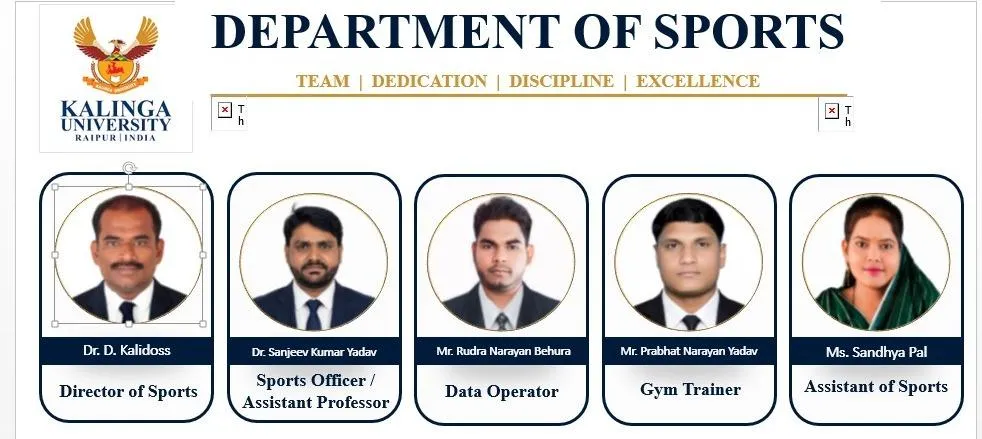 DEPARTMENT OF SPORTS
TEAM | DEDICATION | DISCIPLINE | EXCELLENCE
KALINGA
UNIVERSITY
RAIPUR | INDIA
T
h
T
h
Dr. D. Kalidoss
Director of Sports
Dr. Sanjeev Kumar Yadav
Sports Officer /
Assistant Professor
Mr. Rudra Narayan Behura
Data Operator
Mr. Prabhat Narayan Yadav
Gym Trainer
Ms. Sandhya Pal
Assistant of Sports